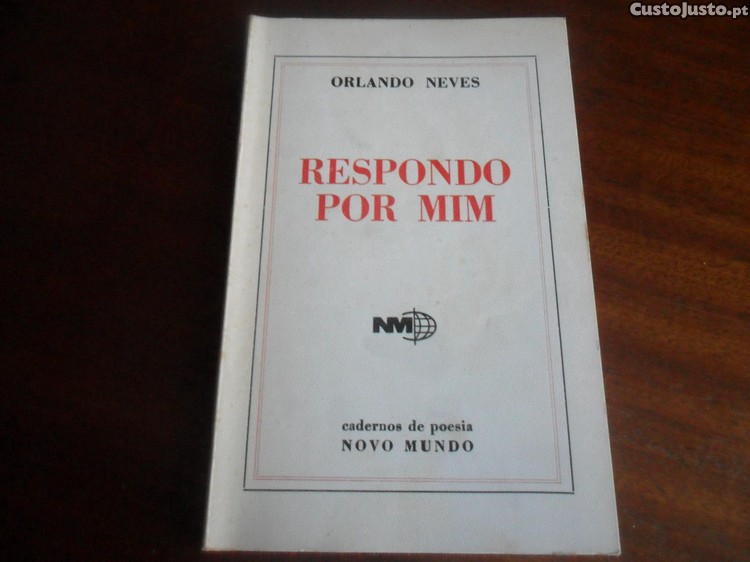 CustoJusto.pt
ORLANDO NEVES
RESPONDO
POR MIM
NM
cadernos de poesia
NOVO MUNDO